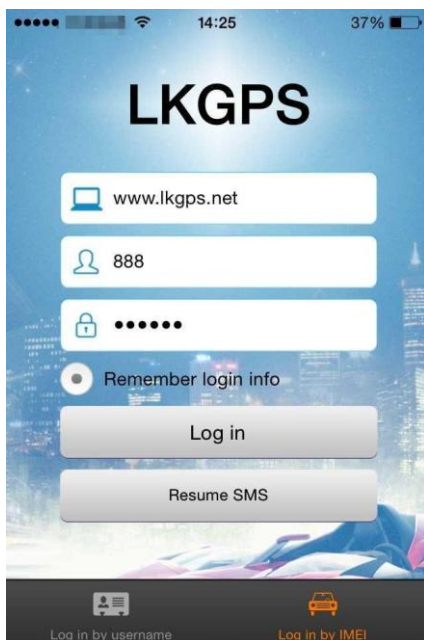 14:25
37%
LKGPS
www.lkgps.net
888
Remember login info
Log in
Resume SMS
Log in by username
Log in by IMEI